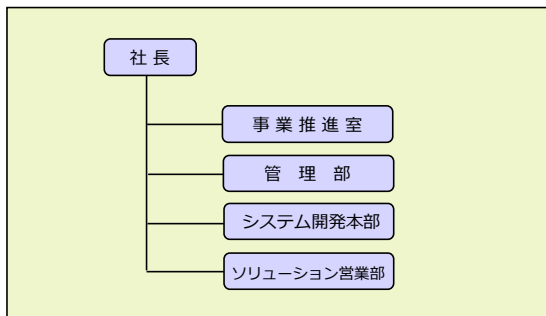 社 長
事 業 推 進 室
管　理　部
システム開発本部
ソリューション営業部